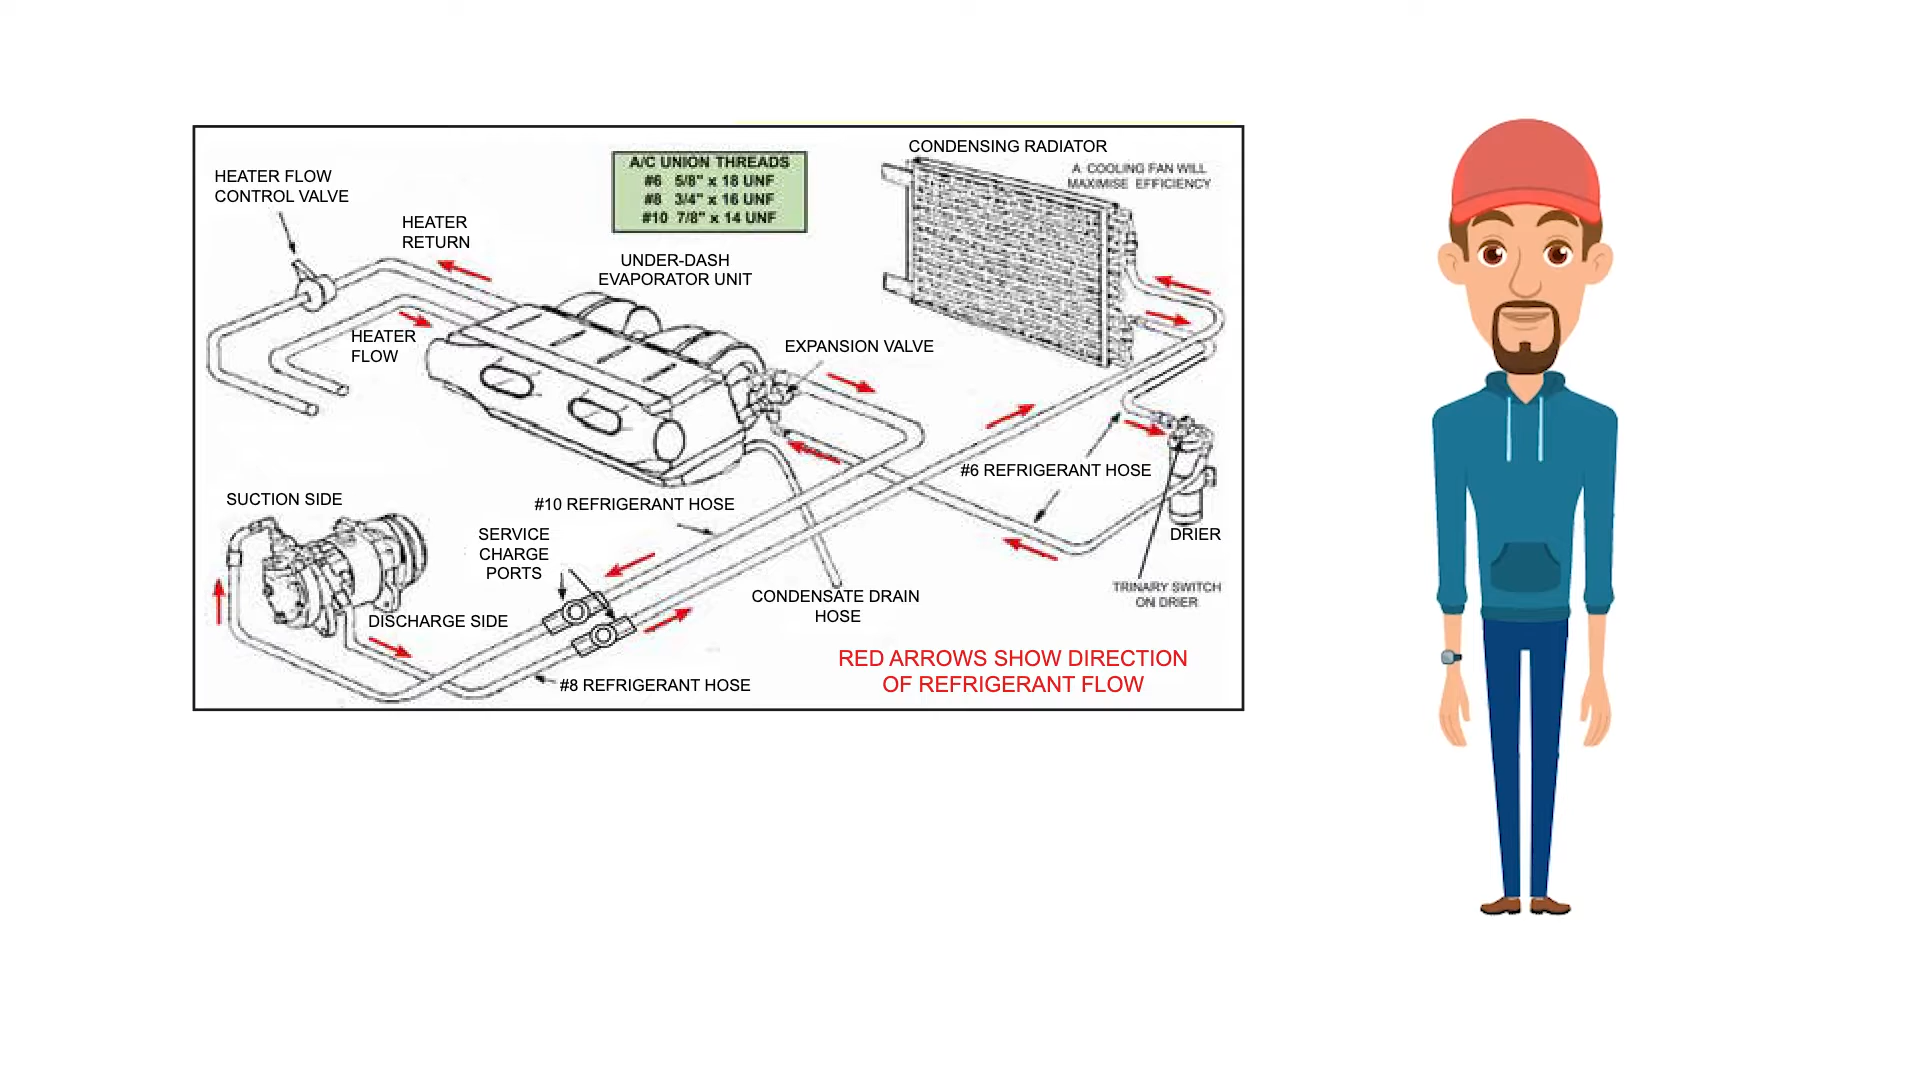 CONDENSING RADIATOR
A COOLING FAN WILL
MAXIMISE EFFICIENCY
A/C UNION THREADS
#6 5/8" x 18 UNF
#8 3/4" x 16 UNF
#10 7/8" x 14 UNF
HEATER FLOW
CONTROL VALVE
HEATER
RETURN
UNDER-DASH
EVAPORATOR UNIT
HEATER
FLOW
EXPANSION VALVE
#6 REFRIGERANT HOSE
SUCTION SIDE
#10 REFRIGERANT HOSE
SERVICE
CHARGE
PORTS
DRIER
TRINARY SWITCH
ON DRIER
CONDENSATE DRAIN
HOSE
DISCHARGE SIDE
#8 REFRIGERANT HOSE
RED ARROWS SHOW DIRECTION
OF REFRIGERANT FLOW